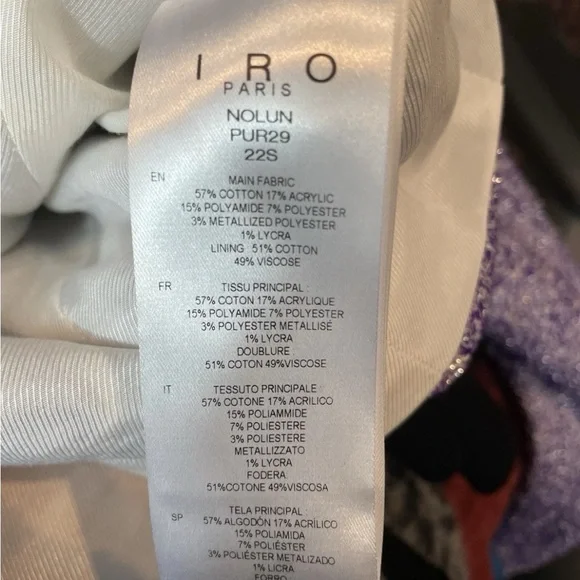 IRO
PARIS
NOLUN
PUR29
22S
EN MAIN FABRIC
57% COTTON 17% ACRYLIC
15% POLYAMIDE 7% POLYESTER
3% METALLIZED POLYESTER
1% LYCRA
LINING 51% COTTON
49% VISCOSE
FR TISSU PRINCIPAL :
57% COTON 17% ACRYLIQUE
15% POLYAMIDE 7% POLYESTER
3% POLYESTER METALLISÉ
1% LYCRA
DOUBLURE
51% COTON 49%VISCOSE
IT TESSUTO PRINCIPALE :
57% COTONE 17% ACRILICO
15% POLIAMMIDE
7% POLIESTERE
3% POLIESTERE
METALLIZZATO
1% LYCRA
FODERA
51%COTONE 49%VISCOSA
SP TELA PRINCIPAL
57% ALGODÓN 17% ACRÍLICO
15% POLIAMIDA
7% POLIÉSTER
3% POLIÉSTER METALIZADO
1% LICRA
FORRO